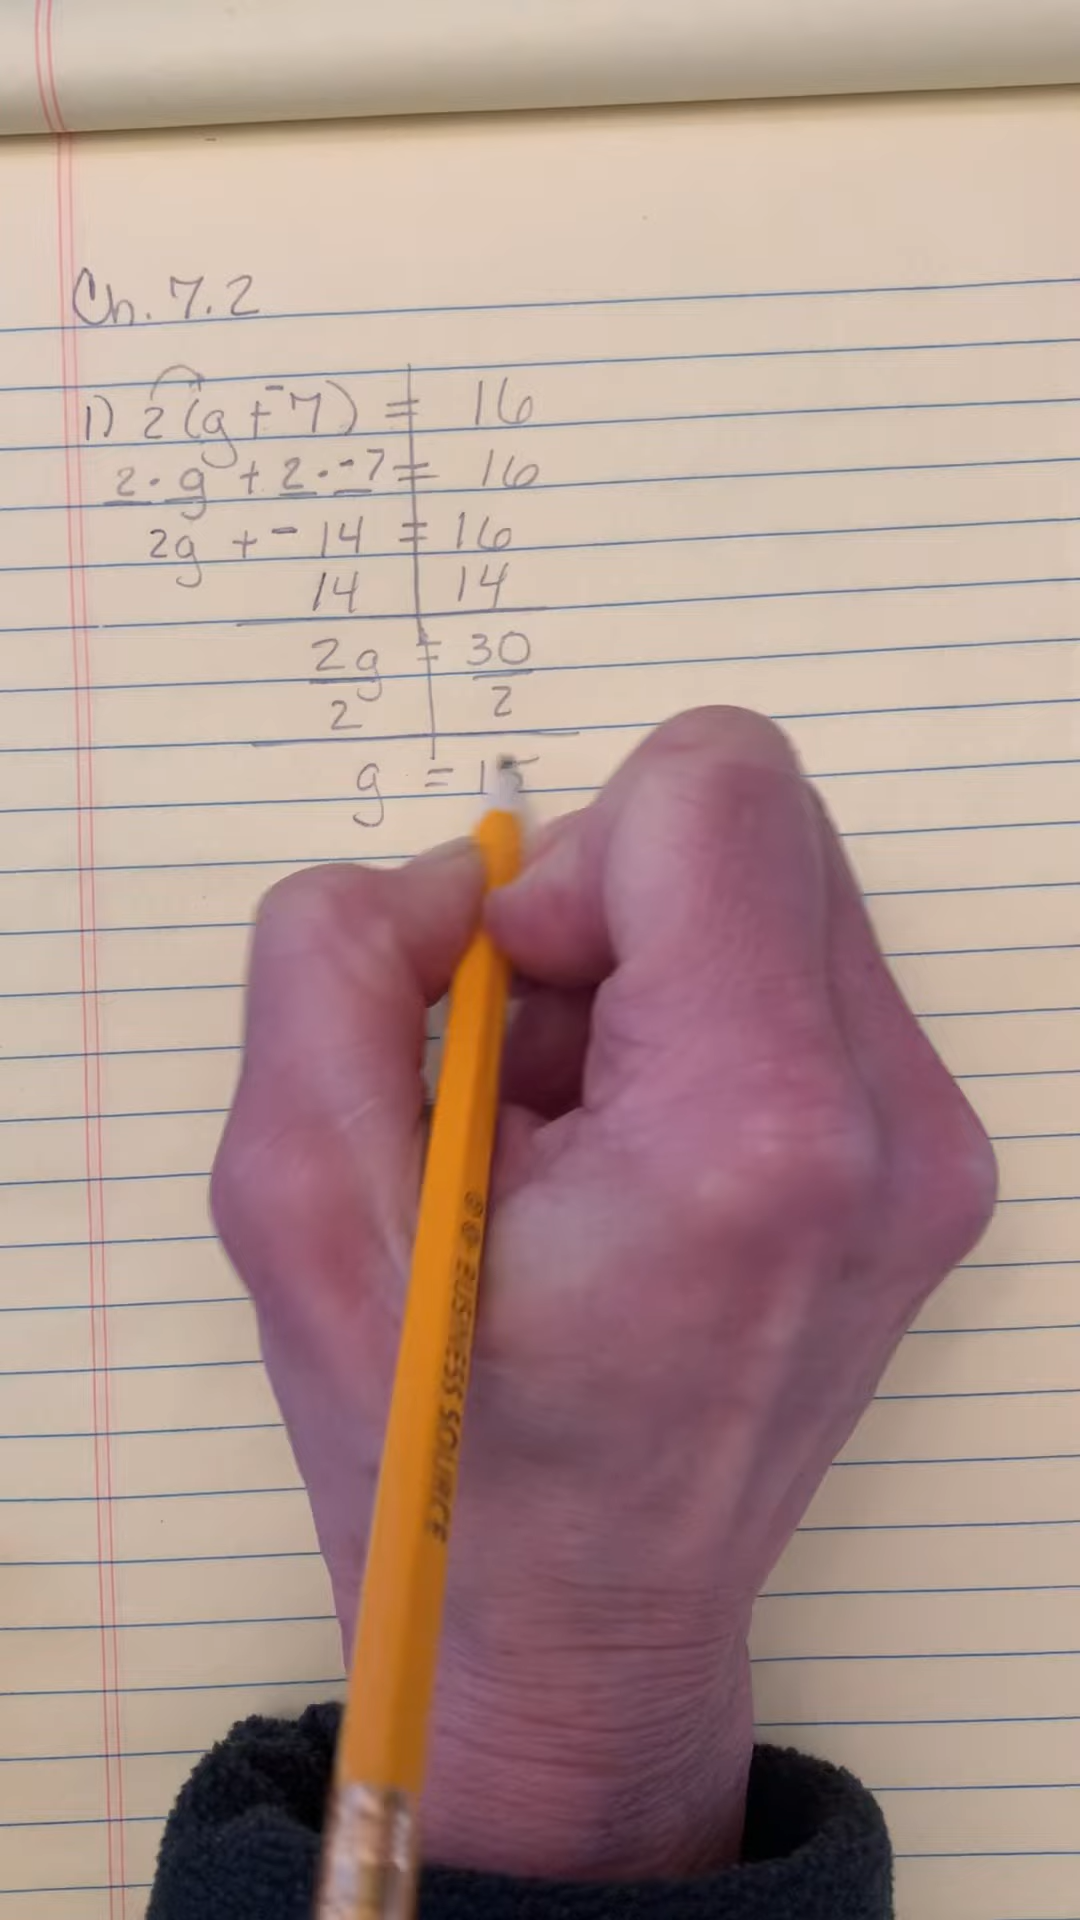 Ch. 7.2
1) 2(g + -7) = 16
2 · g + 2 · -7 = 16
2g + - 14 = 16
14 14
2g = 30
2 2
g = 15
BUSINESS SOURCE